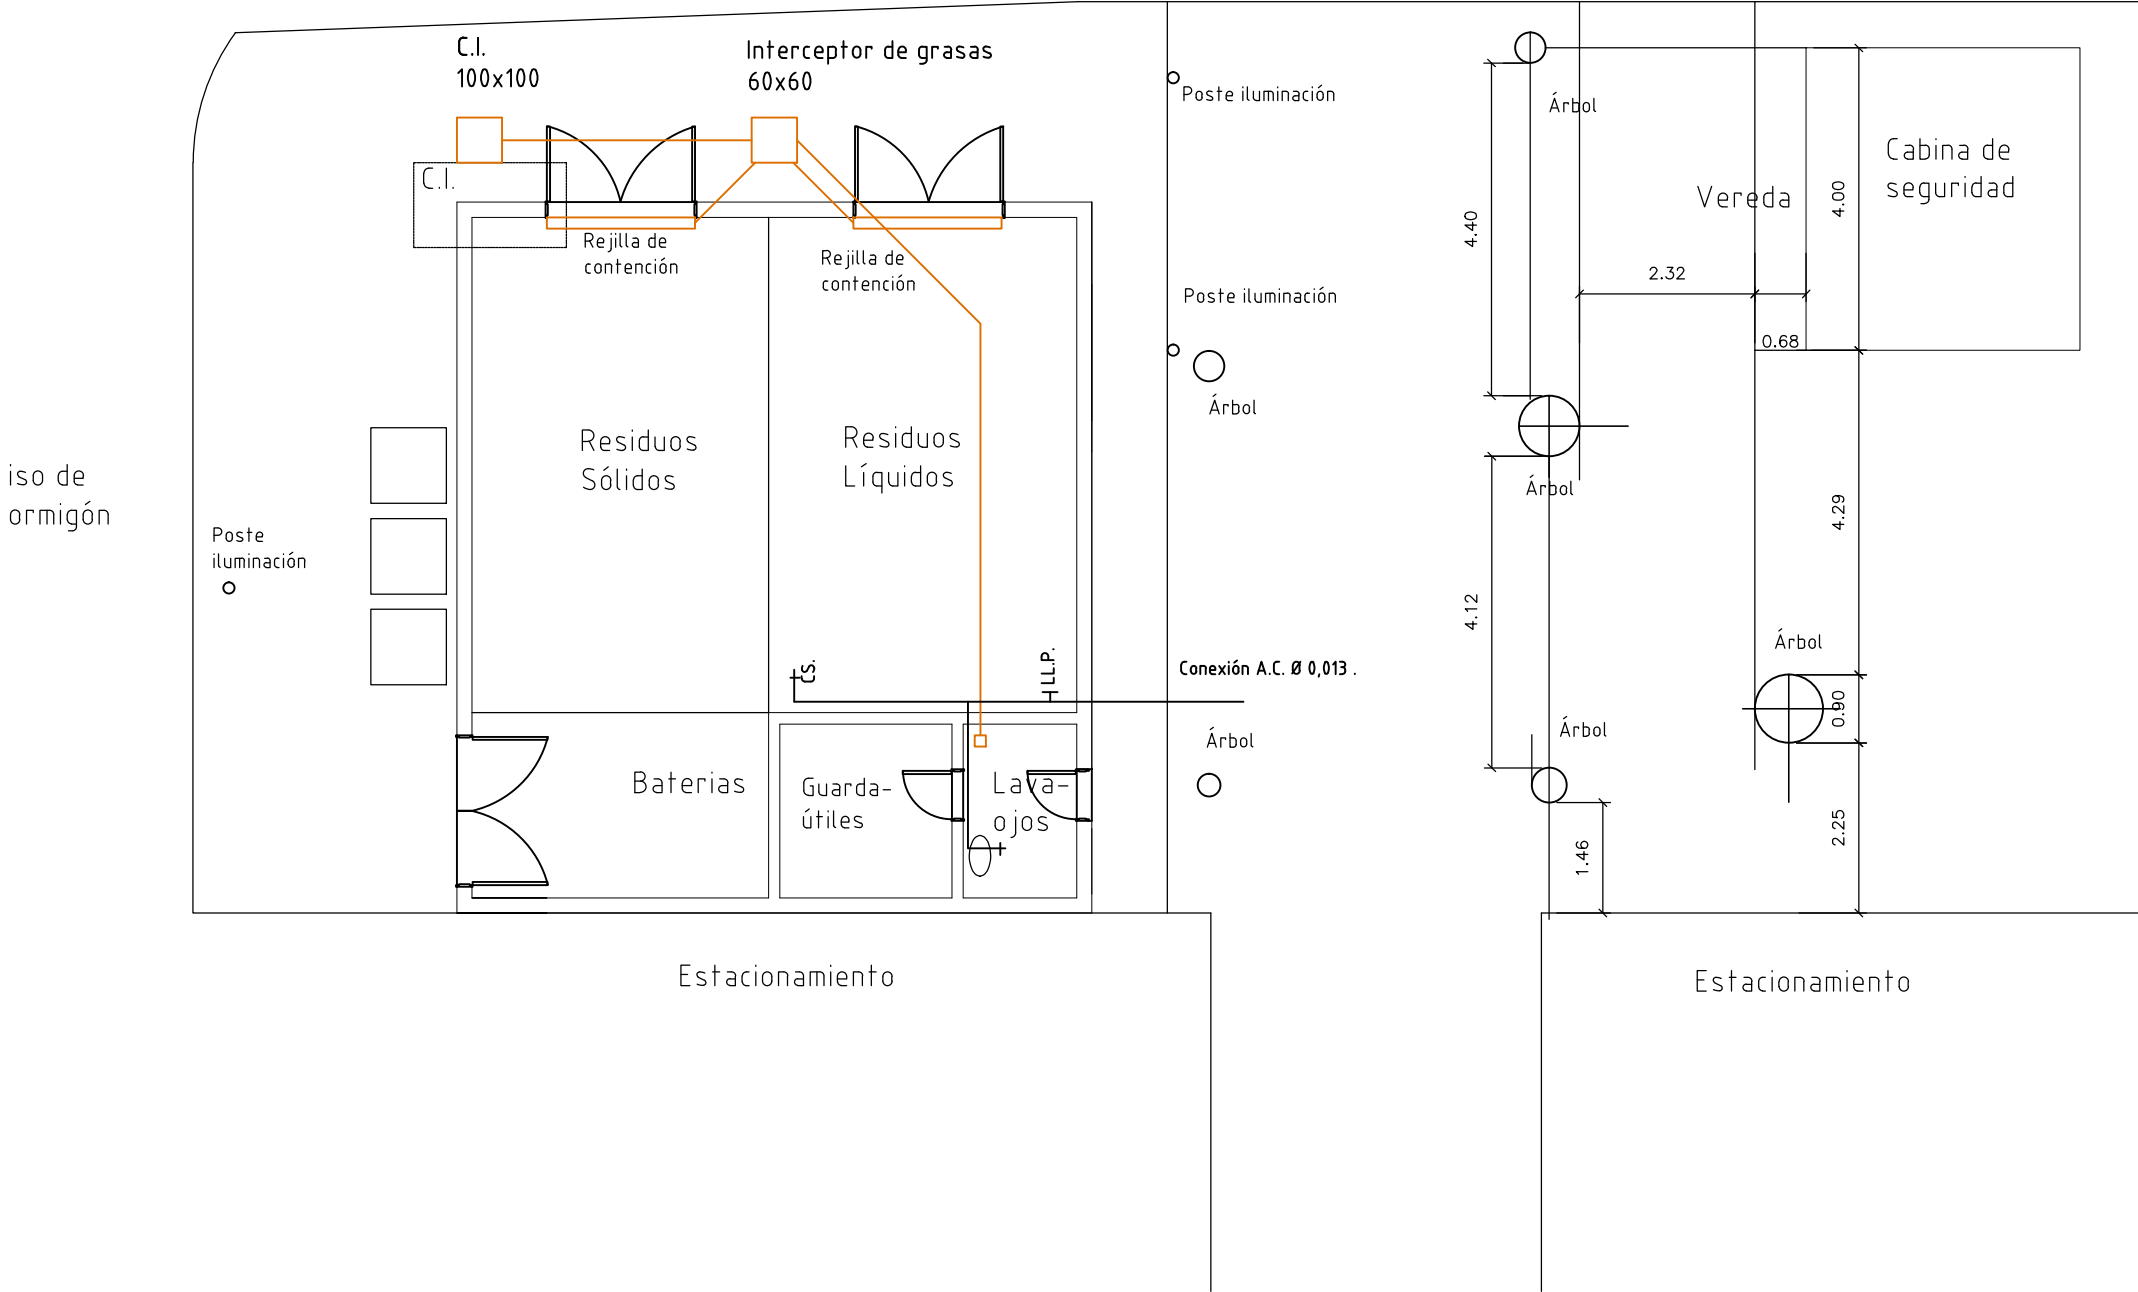 C.I.
100x100
Interceptor de grasas
60x60
Poste iluminación
Árbol
Cabina de
seguridad
Vereda
4.00
C.I.
4.40
Rejilla de
contención
Rejilla de
contención
2.32
Poste iluminación
0.68
Árbol
Residuos
Sólidos
Residuos
Líquidos
iso de
ormigón
Árbol
4.29
Poste
iluminación
4.12
Árbol
C.S.
LL.P.
Conexión A.C. Ø 0,013 .
0.90
Árbol
Árbol
Baterias
Guarda-
útiles
Lava-
ojos
2.25
1.46
Estacionamiento
Estacionamiento